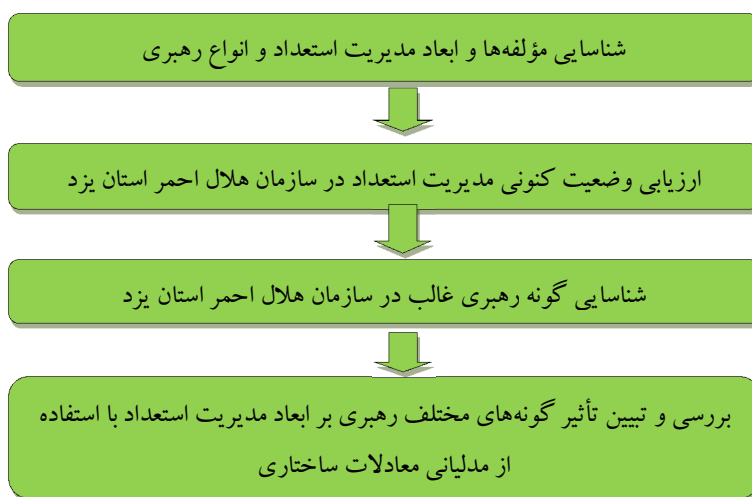 شناسایی مؤلفه‌ها و ابعاد مدیریت استعداد و انواع رهبری
ارزیابی وضعیت کنونی مدیریت استعداد در سازمان هلال احمر استان یزد
شناسایی گونه رهبری غالب در سازمان هلال احمر استان یزد
بررسی و تبیین تأثیر گونه‌های مختلف رهبری بر ابعاد مدیریت استعداد با استفاده
از مدلیانی معادلات ساختاری